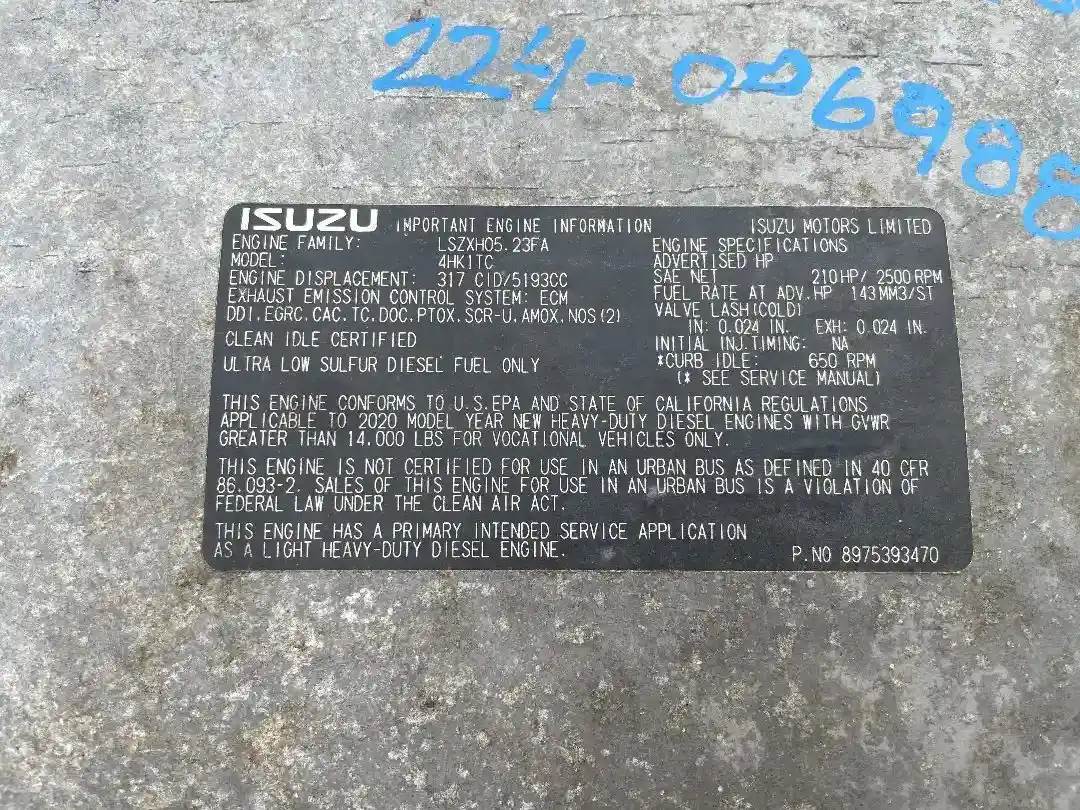 224-006988
ISUZU IMPORTANT ENGINE INFORMATION ISUZU MOTORS LIMITED
ENGINE FAMILY: LSZXH05.23FA
MODEL: 4HK1TC
ENGINE DISPLACEMENT: 317 CID/5193CC
EXHAUST EMISSION CONTROL SYSTEM: ECM
DDI.EGRC.CAC.TC.DOC.PTOX.SCR-U.AMOX.NOS(2)
CLEAN IDLE CERTIFIED
ULTRA LOW SULFUR DIESEL FUEL ONLY
ENGINE SPECIFICATIONS
ADVERTISED HP
SAE NET 210HP/ 2500RPM
FUEL RATE AT ADV.HP 143MM3/ST
VALVE LASH(COLD)
IN: 0.024 IN. EXH: 0.024 IN.
INITIAL INJ.TIMING: NA
*CURB IDLE: 650 RPM
(* SEE SERVICE MANUAL)
THIS ENGINE CONFORMS TO U.S.EPA AND STATE OF CALIFORNIA REGULATIONS
APPLICABLE TO 2020 MODEL YEAR NEW HEAVY-DUTY DIESEL ENGINES WITH GVWR
GREATER THAN 14.000 LBS FOR VOCATIONAL VEHICLES ONLY.
THIS ENGINE IS NOT CERTIFIED FOR USE IN AN URBAN BUS AS DEFINED IN 40 CFR
86.093-2. SALES OF THIS ENGINE FOR USE IN AN URBAN BUS IS A VIOLATION OF
FEDERAL LAW UNDER THE CLEAN AIR ACT.
THIS ENGINE HAS A PRIMARY INTENDED SERVICE APPLICATION
AS A LIGHT HEAVY-DUTY DIESEL ENGINE.
P.NO 8975393470